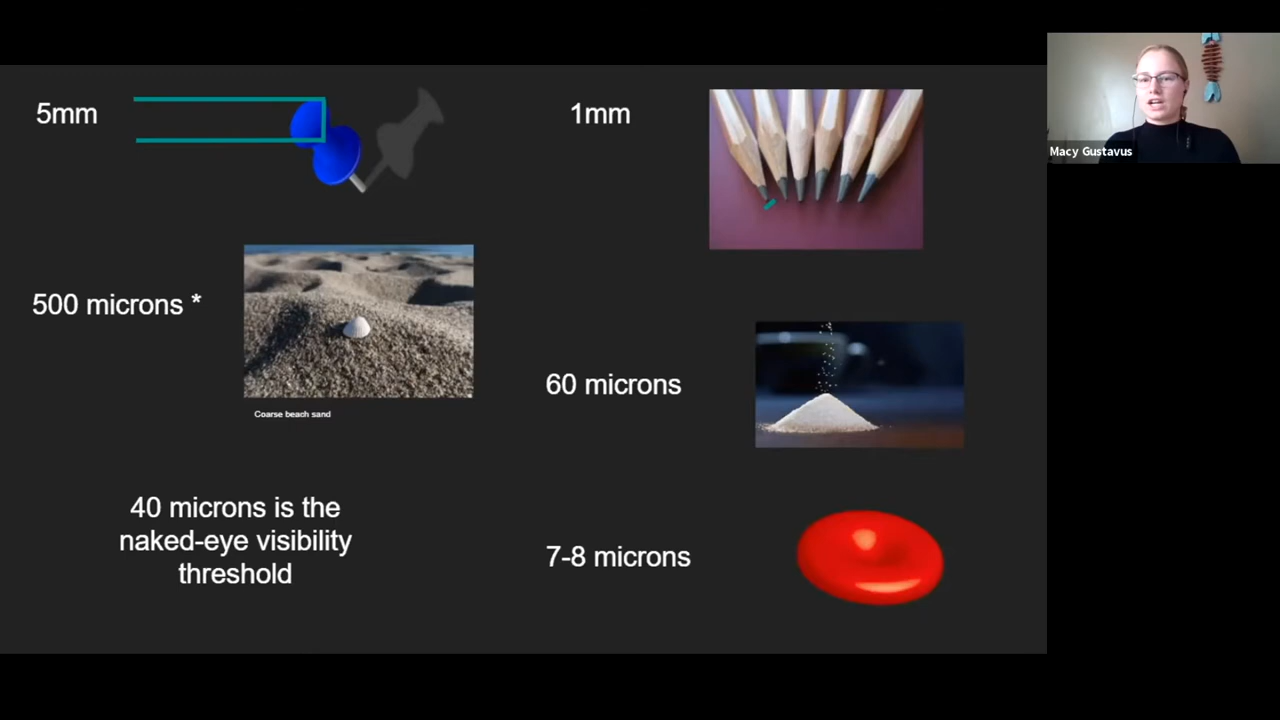 5mm
1mm
Macy Gustavus
500 microns *
Coarse beach sand
60 microns
40 microns is the
naked-eye visibility
threshold
7-8 microns